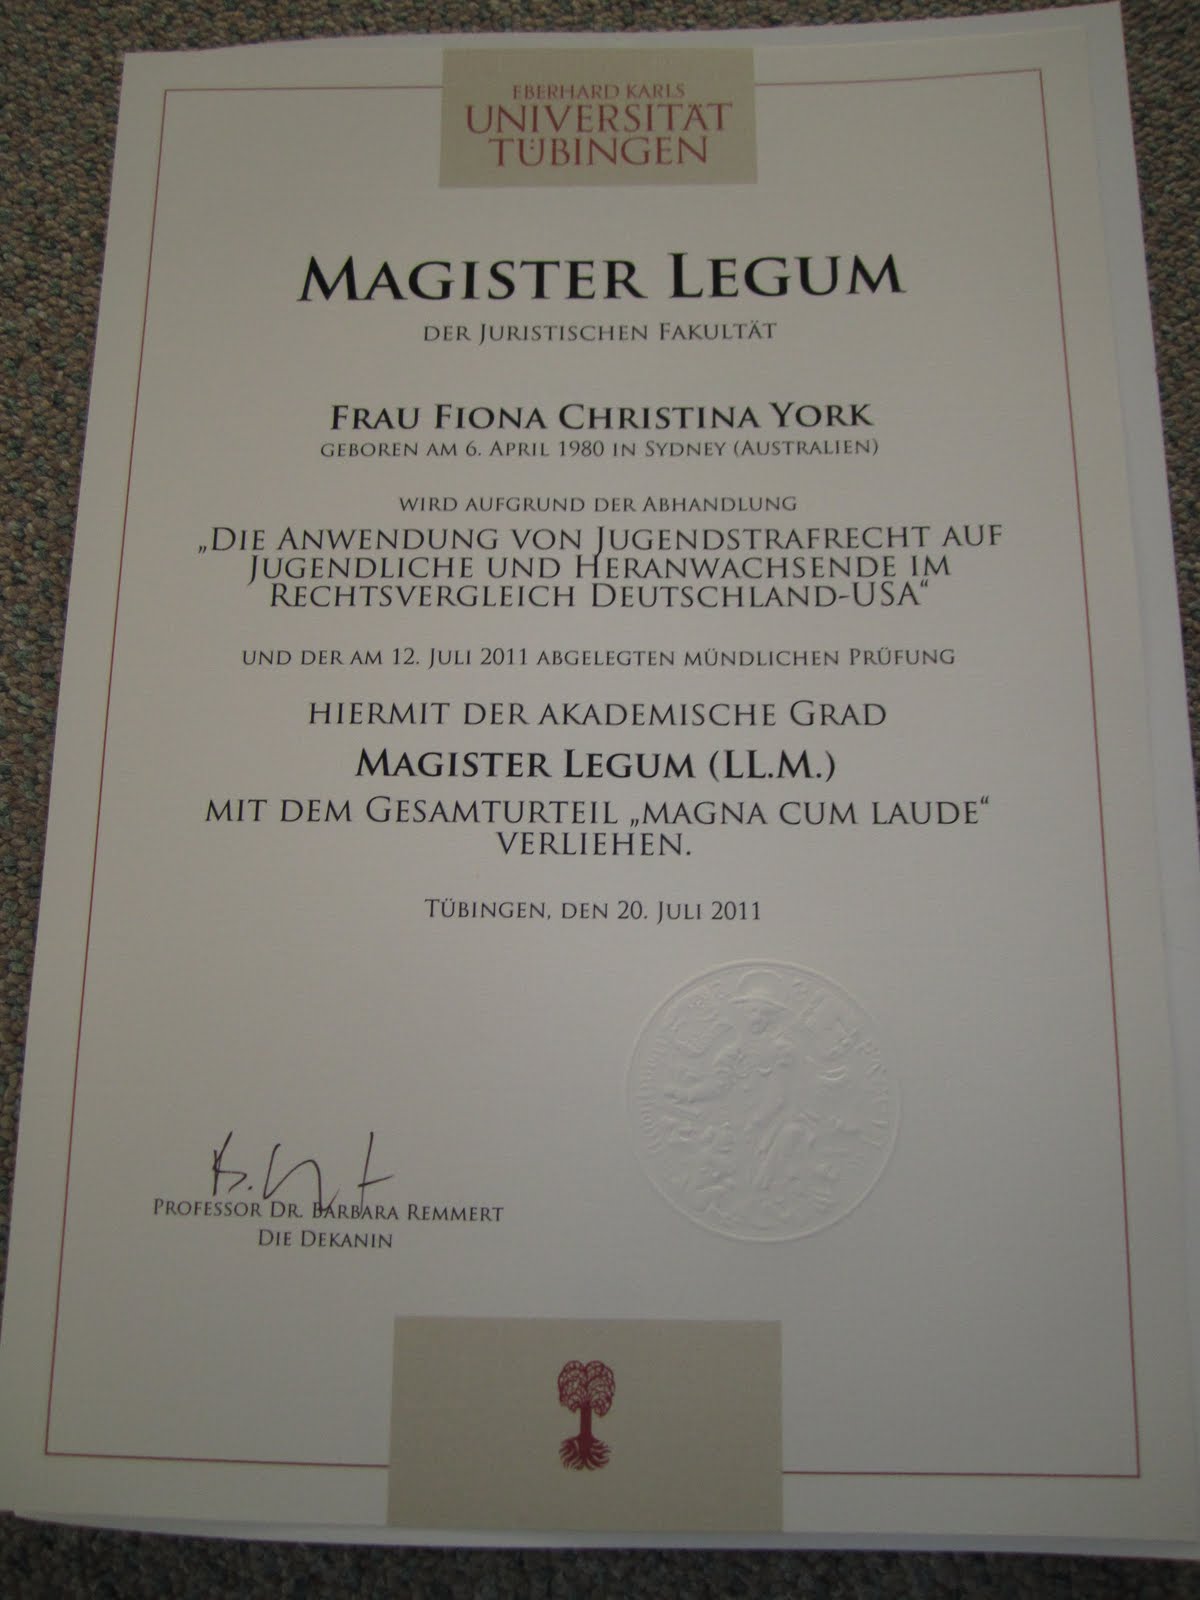 EBERHARD KARLS
UNIVERSITÄT
TÜBINGEN
MAGISTER LEGUM
DER JURISTISCHEN FAKULTÄT
FRAU FIONA CHRISTINA YORK
GEBOREN AM 6. APRIL 1980 IN SYDNEY (AUSTRALIEN)
WIRD AUFGRUND DER ABHANDLUNG
„DIE ANWENDUNG VON JUGENDSTRAFRECHT AUF
JUGENDLICHE UND HERANWACHSENDE IM
RECHTSVERGLEICH DEUTSCHLAND-USA“
UND DER AM 12. JULI 2011 ABGELEGTEN MÜNDLICHEN PRÜFUNG
HIERMIT DER AKADEMISCHE GRAD
MAGISTER LEGUM (LL.M.)
MIT DEM GESAMTURTEIL „MAGNA CUM LAUDE“
VERLIEHEN.
TÜBINGEN, DEN 20. JULI 2011
PROFESSOR DR. BARBARA REMMERT
DIE DEKANIN